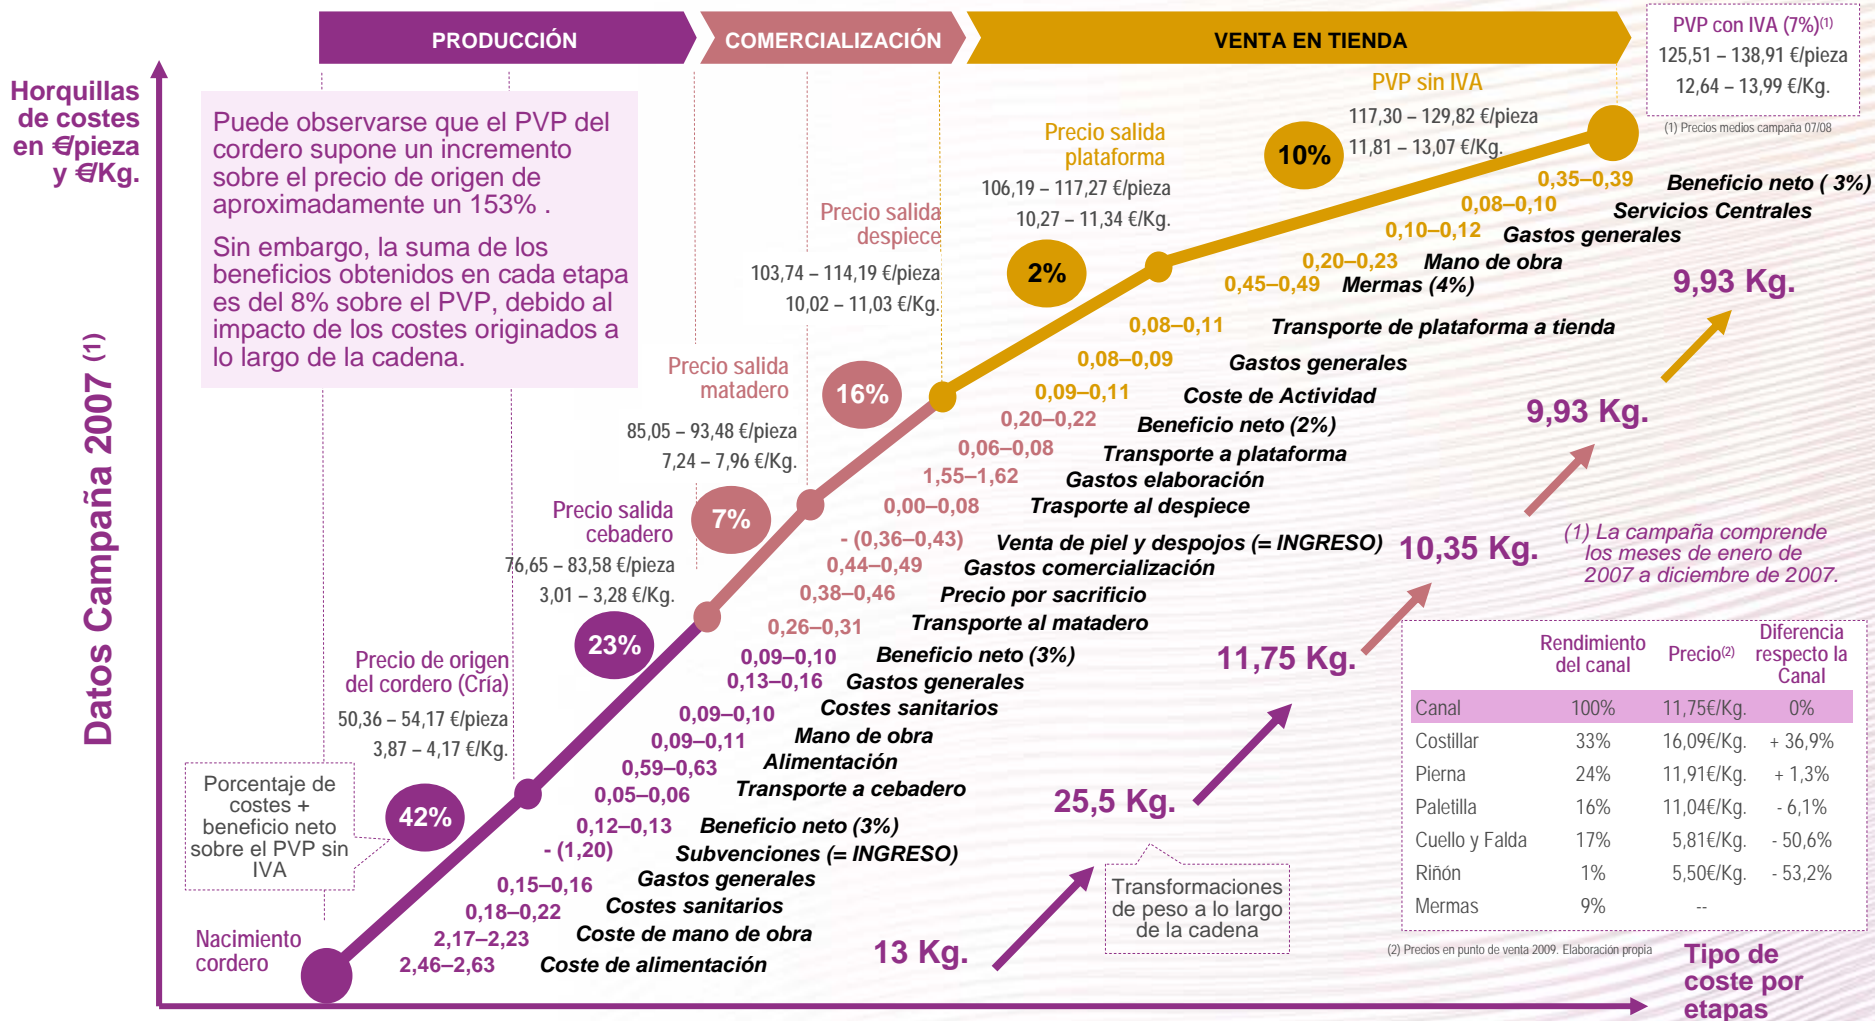 PRODUCCIÓN
COMERCIALIZACIÓN
VENTA EN TIENDA
PVP con IVA (7%)(1)
125,51 – 138,91 €/pieza
12,64 – 13,99 €/Kg.
(1) Precios medios campaña 07/08
Horquillas
de costes
en €/pieza
y €/Kg.
Datos Campaña 2007 (1)
Puede observarse que el PVP del
cordero supone un incremento
sobre el precio de origen de
aproximadamente un 153% .
Sin embargo, la suma de los
beneficios obtenidos en cada etapa
es del 8% sobre el PVP, debido al
impacto de los costes originados a
lo largo de la cadena.
PVP sin IVA
117,30 – 129,82 €/pieza
11,81 – 13,07 €/Kg.
10%
Precio salida
plataforma
106,19 – 117,27 €/pieza
10,27 – 11,34 €/Kg.
2%
Precio salida
despiece
103,74 – 114,19 €/pieza
10,02 – 11,03 €/Kg.
16%
Precio salida
matadero
85,05 – 93,48 €/pieza
7,24 – 7,96 €/Kg.
7%
Precio salida
cebadero
76,65 – 83,58 €/pieza
3,01 – 3,28 €/Kg.
23%
Precio de origen
del cordero (Cría)
50,36 – 54,17 €/pieza
3,87 – 4,17 €/Kg.
42%
Porcentaje de
costes +
beneficio neto
sobre el PVP sin
IVA
Nacimiento
cordero
0,35–0,39 Beneficio neto ( 3%)
0,08–0,10 Servicios Centrales
0,10–0,12 Gastos generales
0,20–0,23 Mano de obra
0,45–0,49 Mermas (4%)
0,08–0,11 Transporte de plataforma a tienda
0,08–0,09 Gastos generales
0,09–0,11 Coste de Actividad
0,20–0,22 Beneficio neto (2%)
0,06–0,08 Transporte a plataforma
1,55–1,62 Gastos elaboración
0,00–0,08 Trasporte al despiece
- (0,36–0,43) Venta de piel y despojos (= INGRESO)
0,44–0,49 Gastos comercialización
0,38–0,46 Precio por sacrificio
0,26–0,31 Transporte al matadero
0,09–0,10 Beneficio neto (3%)
0,13–0,16 Gastos generales
0,09–0,10 Costes sanitarios
0,09–0,11 Mano de obra
0,59–0,63 Alimentación
0,05–0,06 Transporte a cebadero
0,12–0,13 Beneficio neto (3%)
- (1,20) Subvenciones (= INGRESO)
0,15–0,16 Gastos generales
0,18–0,22 Costes sanitarios
2,17–2,23 Coste de mano de obra
2,46–2,63 Coste de alimentación
13 Kg.
25,5 Kg.
11,75 Kg.
10,35 Kg.
9,93 Kg.
9,93 Kg.
Transformaciones
de peso a lo largo
de la cadena
(1) La campaña comprende
los meses de enero de
2007 a diciembre de 2007.
Rendimiento del canal Precio(2) Diferencia respecto la Canal
Canal 100% 11,75€/Kg. 0%
Costillar 33% 16,09€/Kg. + 36,9%
Pierna 24% 11,91€/Kg. + 1,3%
Paletilla 16% 11,04€/Kg. - 6,1%
Cuello y Falda 17% 5,81€/Kg. - 50,6%
Riñón 1% 5,50€/Kg. - 53,2%
Mermas 9% --
(2) Precios en punto de venta 2009. Elaboración propia
Tipo de
coste por
etapas